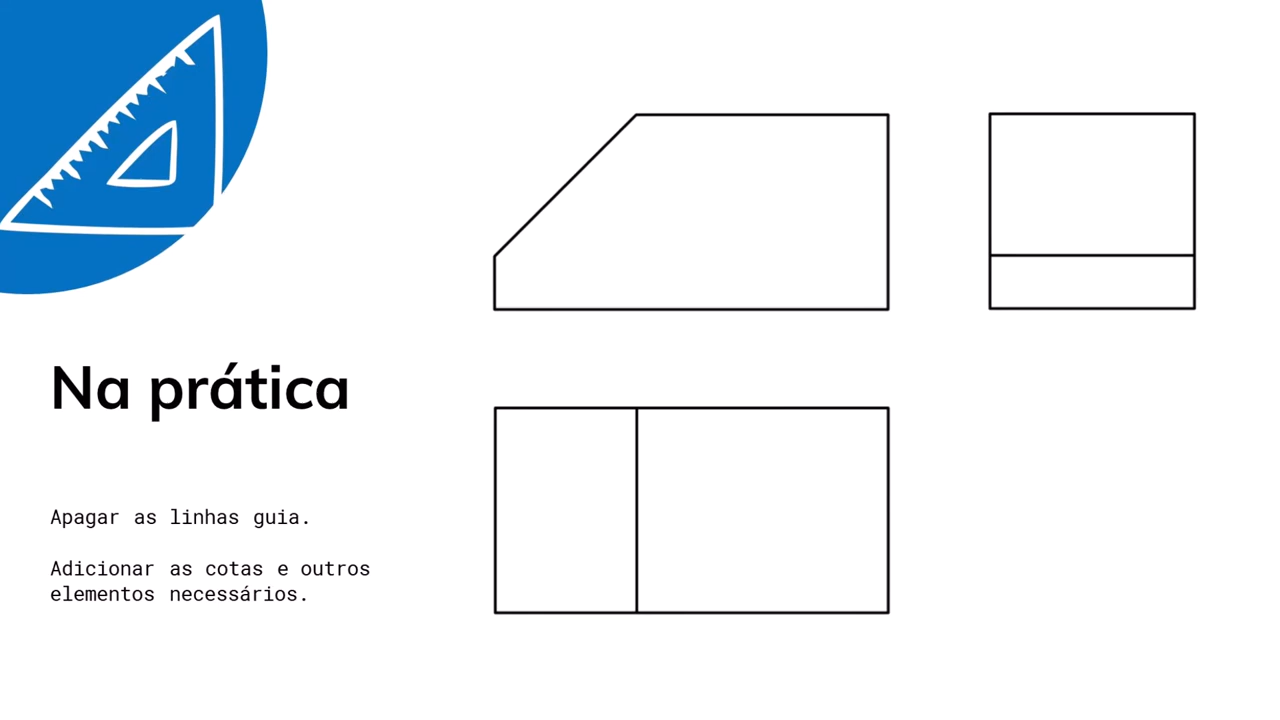 Na prática
Apagar as linhas guia.
Adicionar as cotas e outros
elementos necessários.